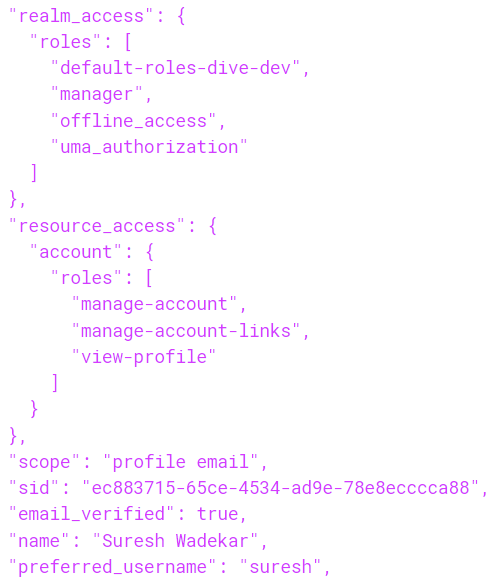 "realm_access": {
"roles": [
"default-roles-dive-dev",
"manager",
"offline_access",
"uma_authorization"
]
},
"resource_access": {
"account": {
"roles": [
"manage-account",
"manage-account-links",
"view-profile"
]
}
},
"scope": "profile email",
"sid": "ec883715-65ce-4534-ad9e-78e8ecccca88",
"email_verified": true,
"name": "Suresh Wadekar",
"preferred_username": "suresh",